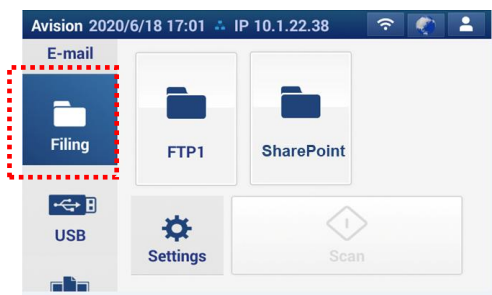 Avision 2020/6/18 17:01 IP 10.1.22.38
E-mail
Filing
FTP1
SharePoint
USB
Settings
Scan